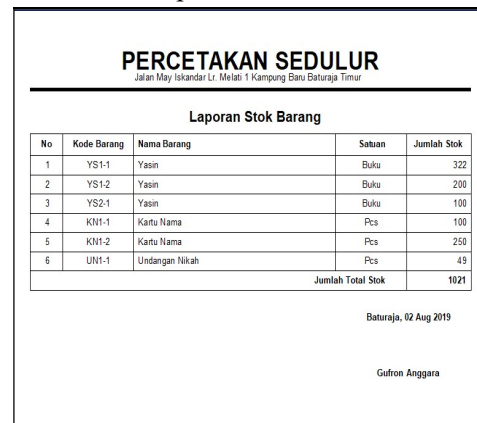 PERCETAKAN SEDULUR
Jalan May Iskandar Lr. Melati 1 Kampung Baru Baturaja Timur
Laporan Stok Barang
No Kode Barang Nama Barang Satuan Jumlah Stok
1 YS1-1 Yasin Buku 322
2 YS1-2 Yasin Buku 200
3 YS2-1 Yasin Buku 100
4 KN1-1 Kartu Nama Pcs 100
5 KN1-2 Kartu Nama Pcs 250
6 UN1-1 Undangan Nikah Pcs 49
Jumlah Total Stok 1021
Baturaja, 02 Aug 2019
Gufron Anggara